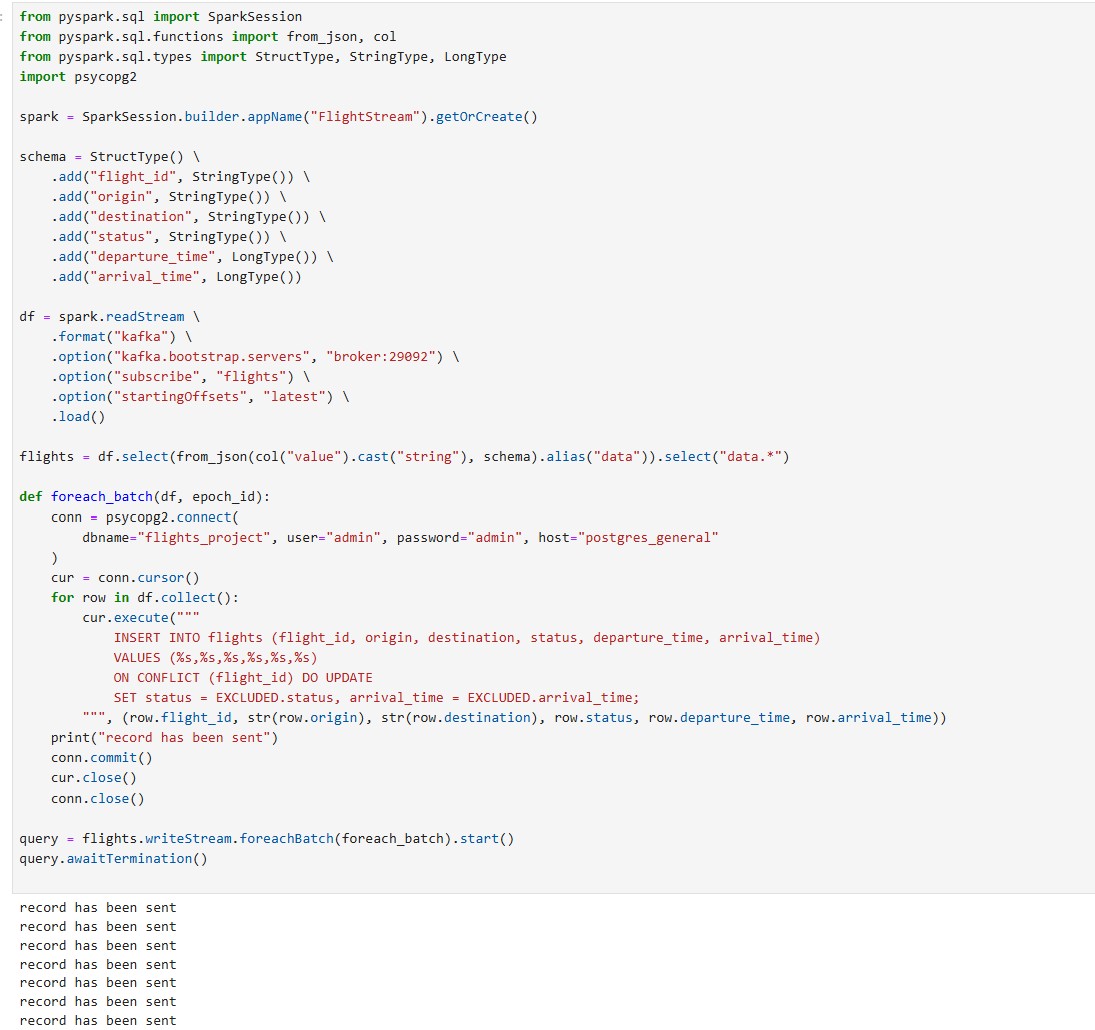 from pyspark.sql import SparkSession
from pyspark.sql.functions import from_json, col
from pyspark.sql.types import StructType, StringType, LongType
import psycopg2

spark = SparkSession.builder.appName("FlightStream").getOrCreate()

schema = StructType() \
    .add("flight_id", StringType()) \
    .add("origin", StringType()) \
    .add("destination", StringType()) \
    .add("status", StringType()) \
    .add("departure_time", LongType()) \
    .add("arrival_time", LongType())

df = spark.readStream \
    .format("kafka") \
    .option("kafka.bootstrap.servers", "broker:29092") \
    .option("subscribe", "flights") \
    .option("startingOffsets", "latest") \
    .load()

flights = df.select(from_json(col("value").cast("string"), schema).alias("data")).select("data.*")

def foreach_batch(df, epoch_id):
    conn = psycopg2.connect(
        dbname="flights_project", user="admin", password="admin", host="postgres_general"
    )
    cur = conn.cursor()
    for row in df.collect():
        cur.execute("""
            INSERT INTO flights (flight_id, origin, destination, status, departure_time, arrival_time)
            VALUES (%s,%s,%s,%s,%s,%s)
            ON CONFLICT (flight_id) DO UPDATE
            SET status = EXCLUDED.status, arrival_time = EXCLUDED.arrival_time;
        """, (row.flight_id, str(row.origin), str(row.destination), row.status, row.departure_time, row.arrival_time))
    print("record has been sent")
    conn.commit()
    cur.close()
    conn.close()

query = flights.writeStream.foreachBatch(foreach_batch).start()
query.awaitTermination()

record has been sent
record has been sent
record has been sent
record has been sent
record has been sent
record has been sent
record has been sent